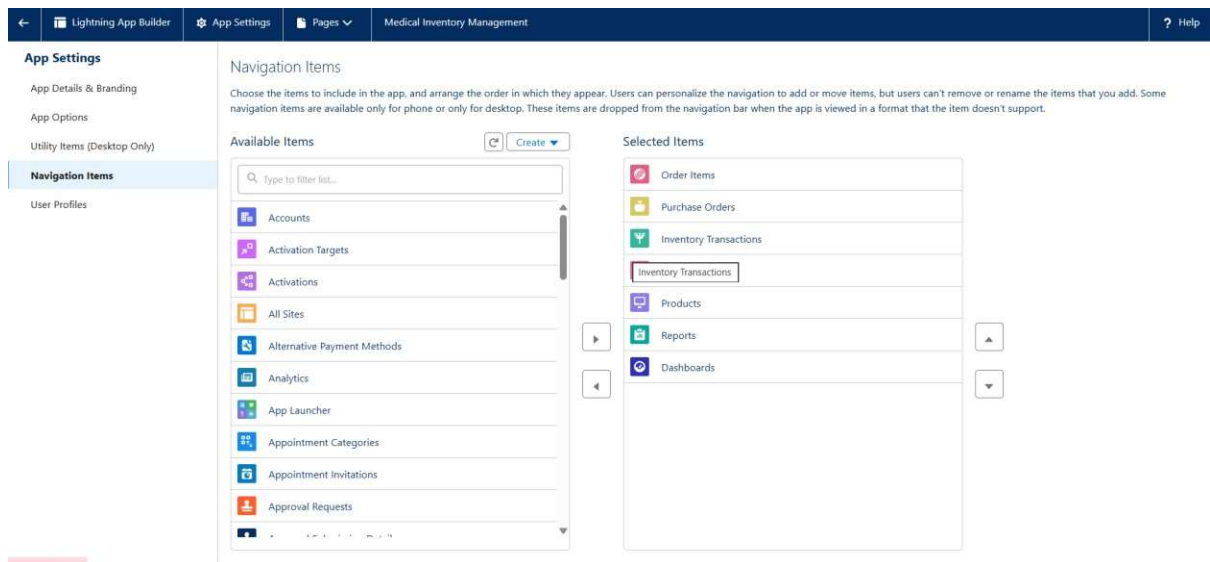 Lightning App Builder
App Settings
Pages
Medical Inventory Management
? Help
App Settings
App Details & Branding
App Options
Utility Items (Desktop Only)
Navigation Items
User Profiles
Navigation Items
Choose the items to include in the app, and arrange the order in which they appear. Users can personalize the navigation to add or move items, but users can't remove or rename the items that you add. Some
navigation items are available only for phone or only for desktop. These items are dropped from the navigation bar when the app is viewed in a format that the item doesn't support.
Available Items
Create
Type to filter list...
Accounts
Activation Targets
Activations
All Sites
Alternative Payment Methods
Analytics
App Launcher
Appointment Categories
Appointment Invitations
Approval Requests
Selected Items
Order Items
Purchase Orders
Inventory Transactions
Inventory Transactions
Products
Reports
Dashboards